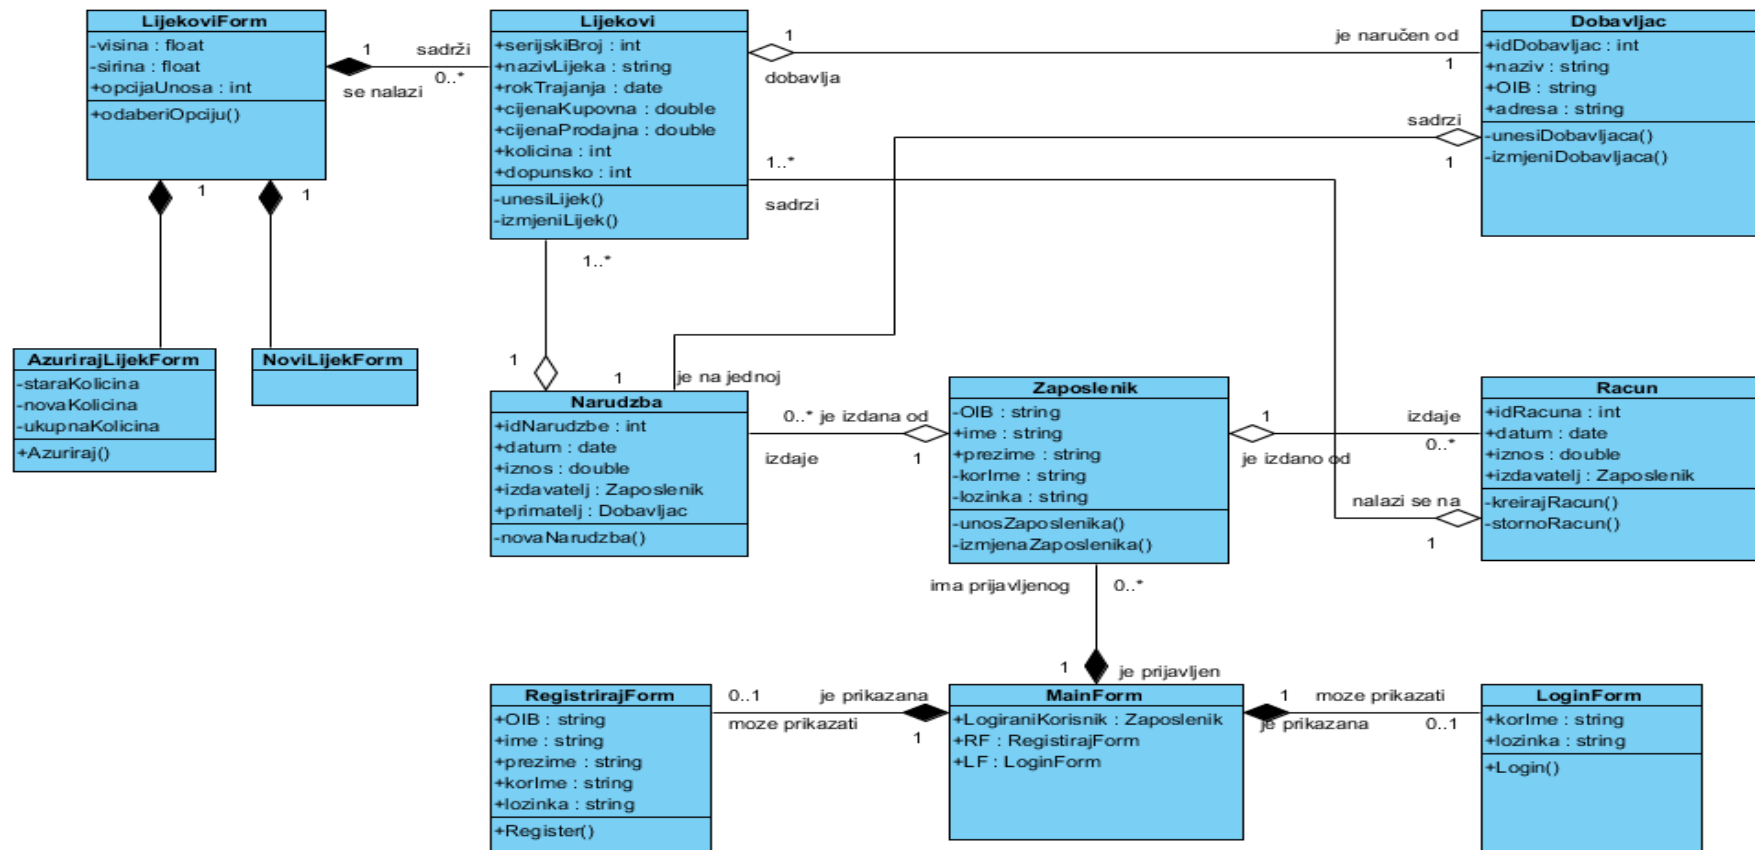 LijekoviForm
-visina : float
-sirina : float
+opcijaUnosa : int
+odaberiOpciju()
1
sadrži
0..*
se nalazi
1
1
Lijekovi
+serijskiBroj : int
+nazivLijeka : string
+rokTrajanja : date
+cijenaKupovna : double
+cijenaProdajna : double
+kolicina : int
+dopunsko : int
-unesiLijek()
-izmjeniLijek()
1
dobavlja
je naručen od
1
1..*
sadrzi
sadrzi
1
Dobavljac
+idDobavljac : int
+naziv : string
+OIB : string
+adresa : string
-unesiDobavljaca()
-izmjeniDobavljaca()
1..*
1
1
je na jednoj
AzurirajLijekForm
-staraKolicina
-novaKolicina
-ukupnaKolicina
+Azuriraj()
NoviLijekForm
Narudzba
+idNarudzbe : int
+datum : date
+iznos : double
+izdavatelj : Zaposlenik
+primatelj : Dobavljac
-novaNarudzba()
0..* je izdana od
izdaje
1
Zaposlenik
-OIB : string
+ime : string
+prezime : string
-korIme : string
-lozinka : string
-unosZaposlenika()
-izmjenaZaposlenika()
1
izdaje
0..*
je izdano od
nalazi se na
1
Racun
+idRacuna : int
+datum : date
+iznos : double
+izdavatelj : Zaposlenik
-kreirajRacun()
-stornoRacun()
ima prijavljenog
0..*
1
je prijavljen
RegistrirajForm
+OIB : string
+ime : string
+prezime : string
+korIme : string
+lozinka : string
+Register()
0..1
je prikazana
moze prikazati
1
MainForm
+LogiraniKorisnik : Zaposlenik
+RF : RegistirajForm
+LF : LoginForm
1
moze prikazati
je prikazana
0..1
LoginForm
+korIme : string
+lozinka : string
+Login()